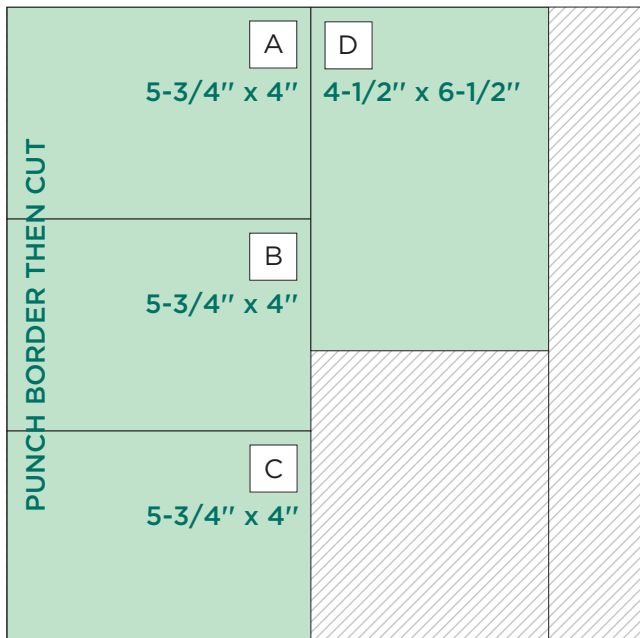 A
5-3/4" x 4"
D
4-1/2" x 6-1/2"
PUNCH BORDER THEN CUT
B
5-3/4" x 4"
C
5-3/4" x 4"